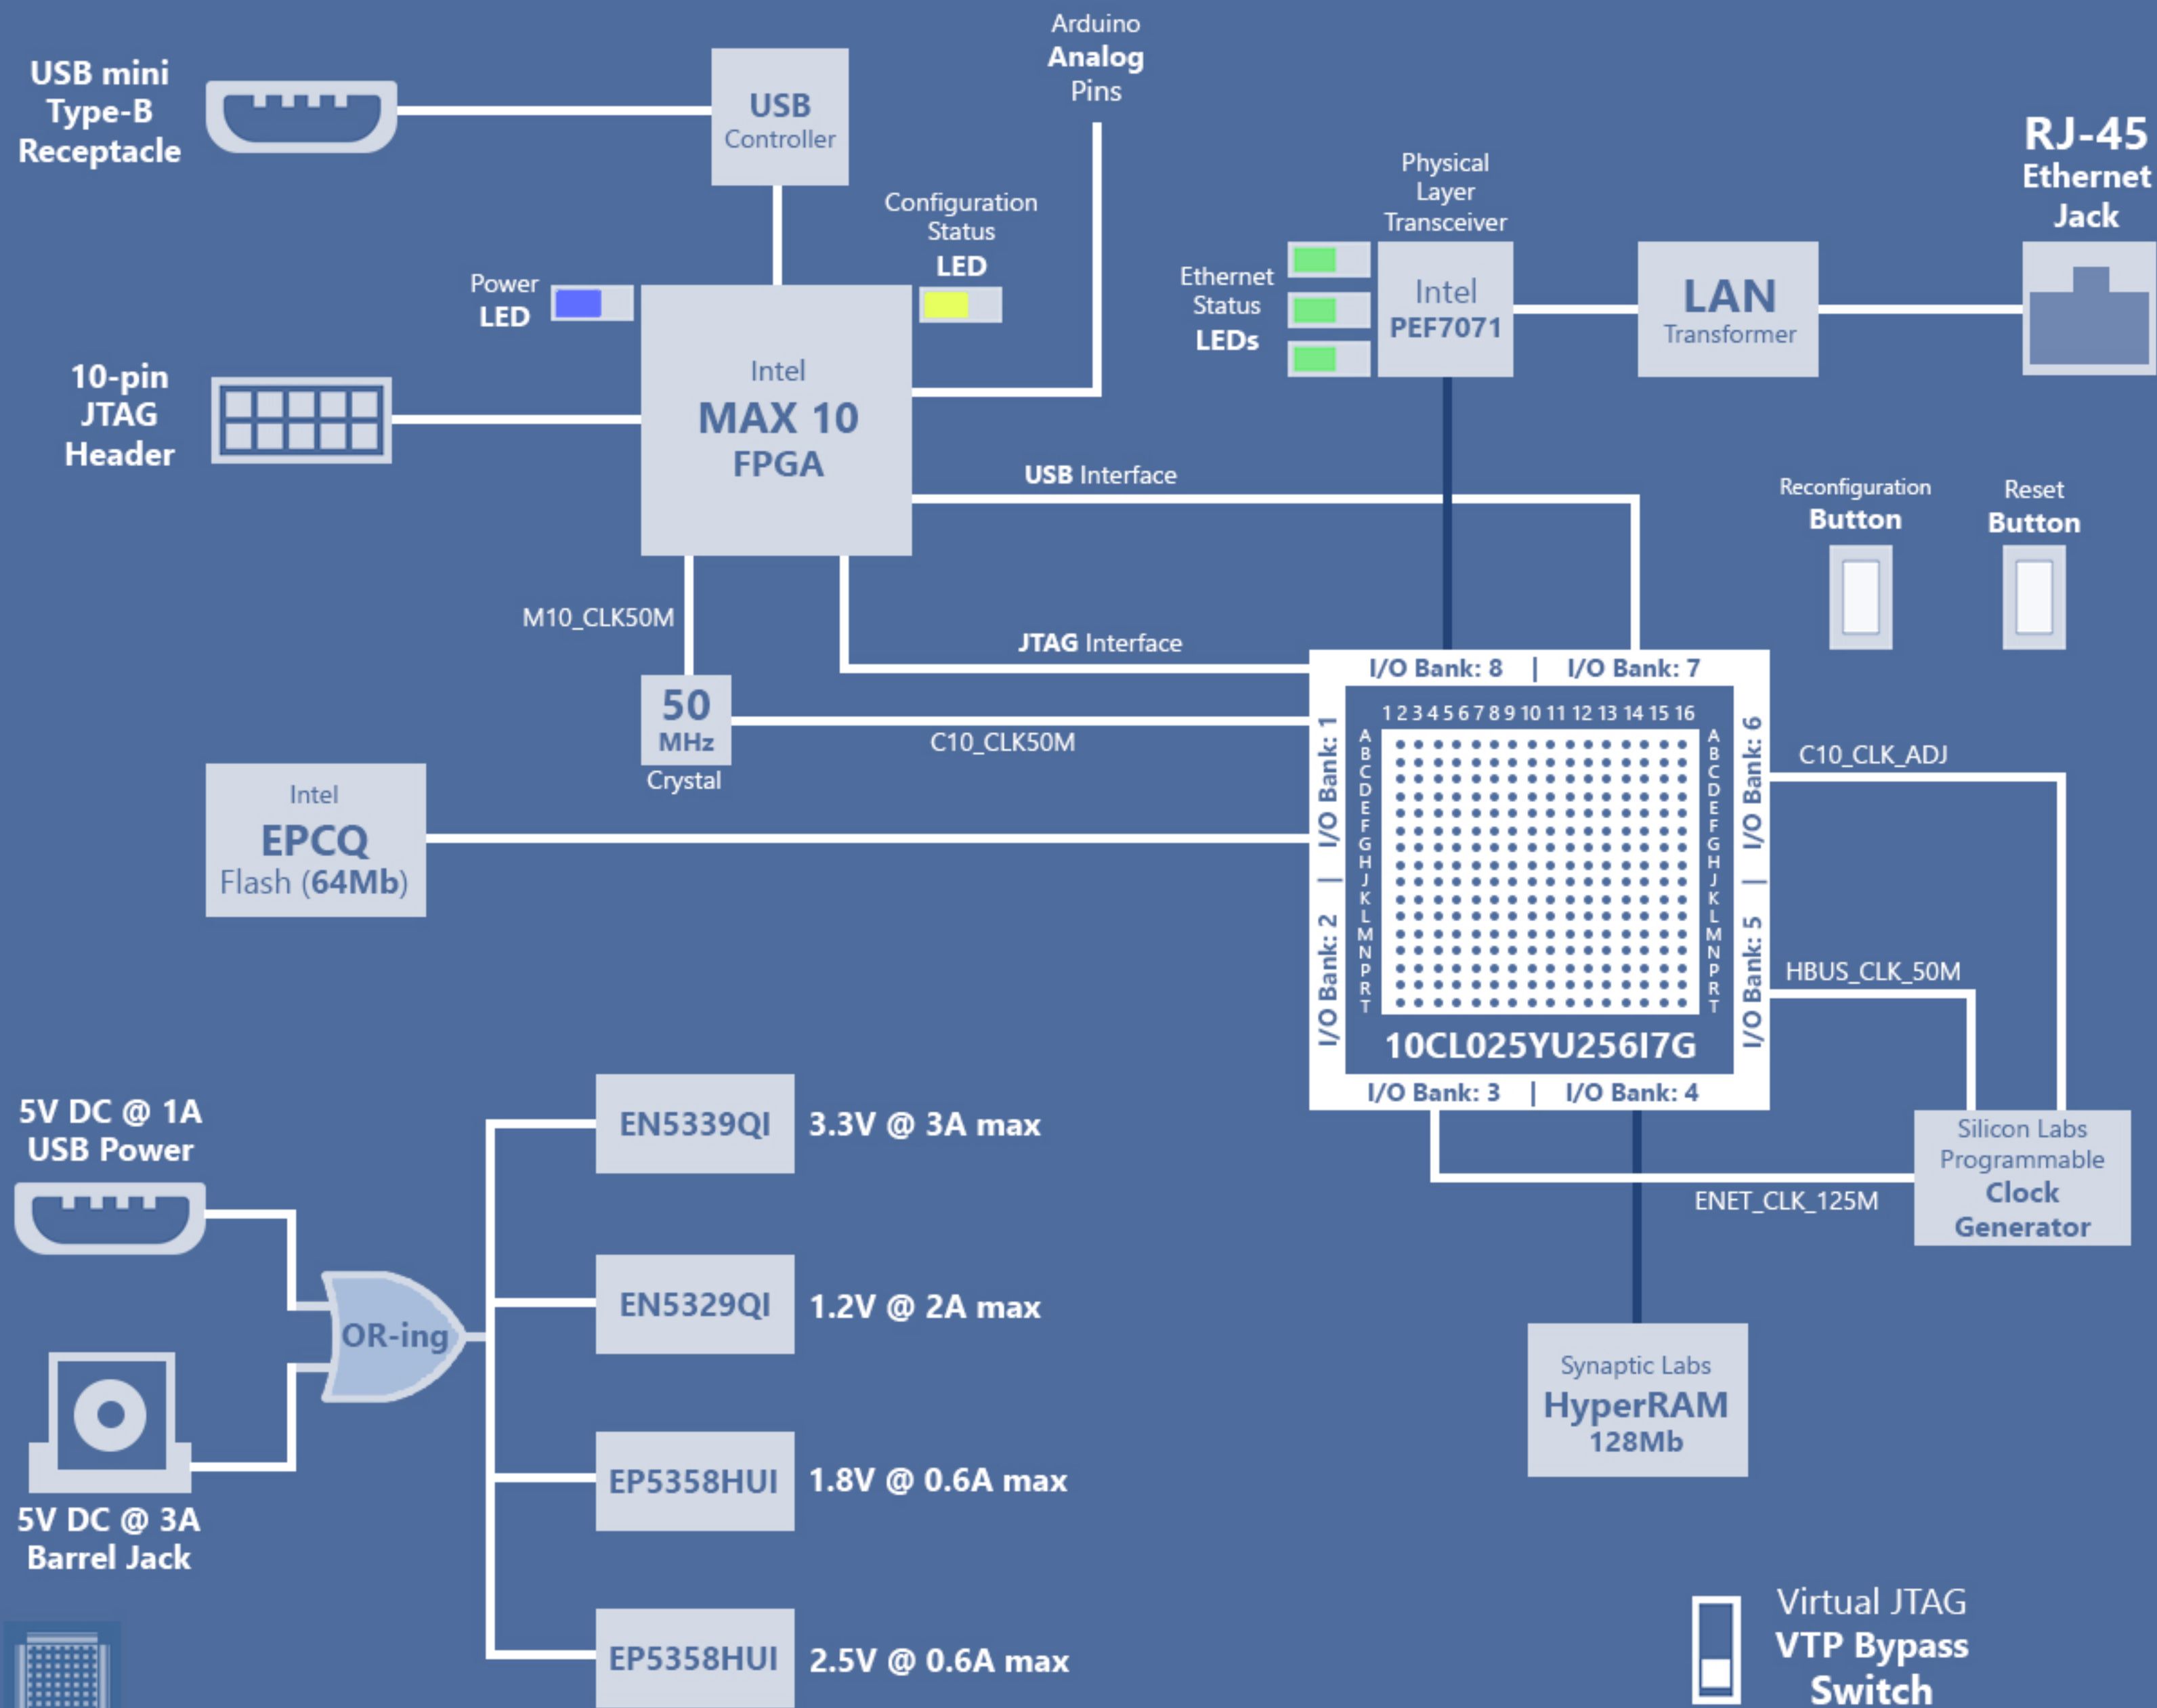 Arduino
Analog
Pins
USB mini
Type-B
Receptacle
USB
Controller
RJ-45
Ethernet
Jack
Physical
Layer
Transceiver
Configuration
Status
LED
Power
LED
Ethernet
Status
LEDs
Intel
PEF7071
LAN
Transformer
10-pin
JTAG
Header
Intel
MAX 10
FPGA
USB Interface
Reconfiguration
Button
Reset
Button
M10_CLK50M
JTAG Interface
50
MHz
Crystal
C10_CLK50M
I/O Bank: 8 | I/O Bank: 7
I/O Bank: 2 | I/O Bank: 1
1 2 3 4 5 6 7 8 9 10 11 12 13 14 15 16
A A
B B
C C
D D
E E
F F
G G
H H
J J
K K
L L
M M
N N
P P
R R
T T
I/O Bank: 5 | I/O Bank: 6
10CL025YU256I7G
I/O Bank: 3 | I/O Bank: 4
C10_CLK_ADJ
HBUS_CLK_50M
Intel
EPCQ
Flash (64Mb)
Silicon Labs
Programmable
Clock
Generator
ENET_CLK_125M
5V DC @ 1A
USB Power
OR-ing
5V DC @ 3A
Barrel Jack
EN5339QI 3.3V @ 3A max
EN5329QI 1.2V @ 2A max
EP5358HUI 1.8V @ 0.6A max
EP5358HUI 2.5V @ 0.6A max
Synaptic Labs
HyperRAM
128Mb
Virtual JTAG
VTP Bypass
Switch